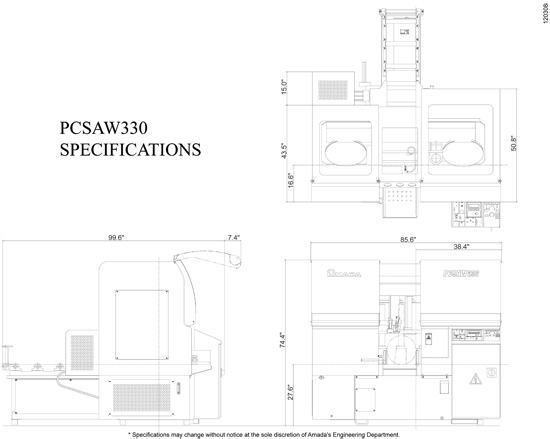 120308
PCSAW330
SPECIFICATIONS
15.0"
43.5"
16.6"
50.8"
99.6"
7.4"
85.6"
38.4"
AMADA
74.4"
27.6"
* Specifications may change without notice at the sole discretion of Amada's Engineering Department.